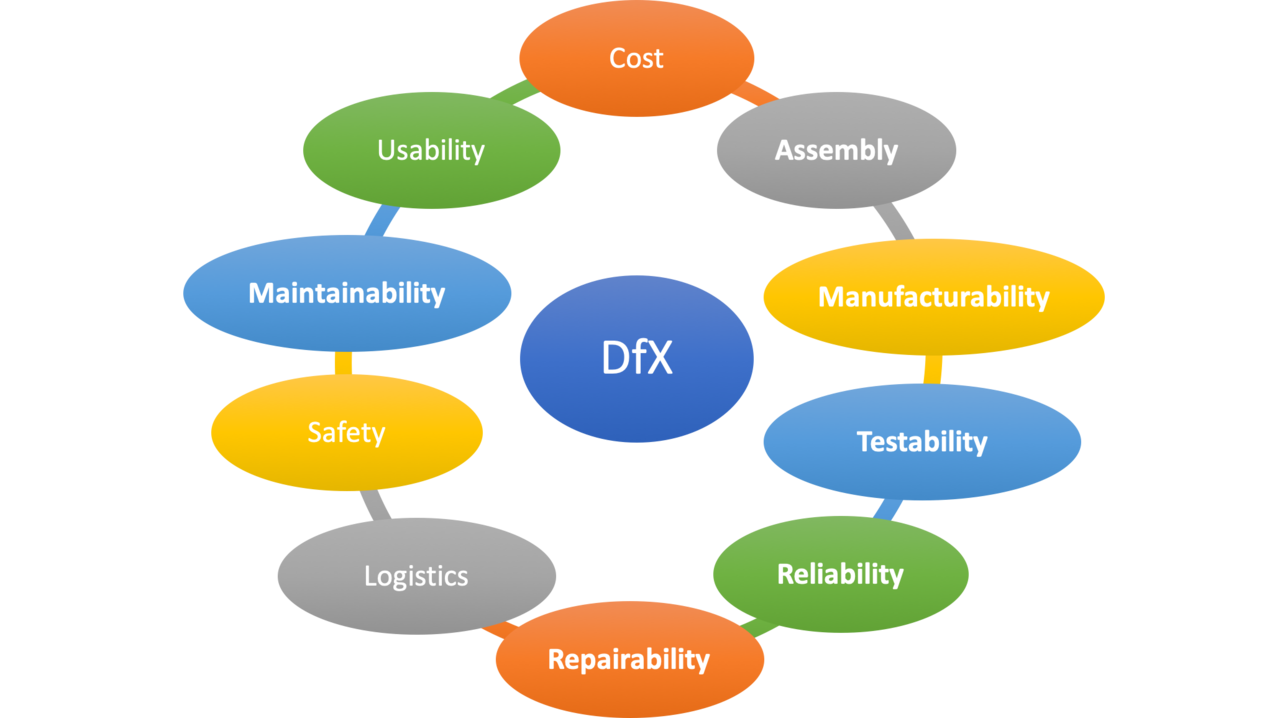 Cost
Usability
Assembly
Maintainability
Manufacturability
DfX
Safety
Testability
Logistics
Reliability
Repairability